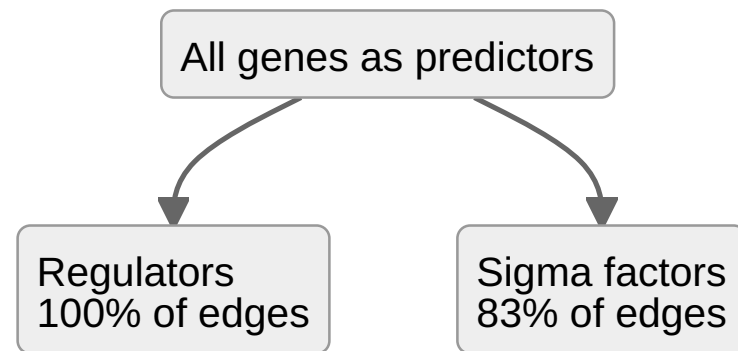 All genes as predictors
Regulators
100% of edges
Sigma factors
83% of edges